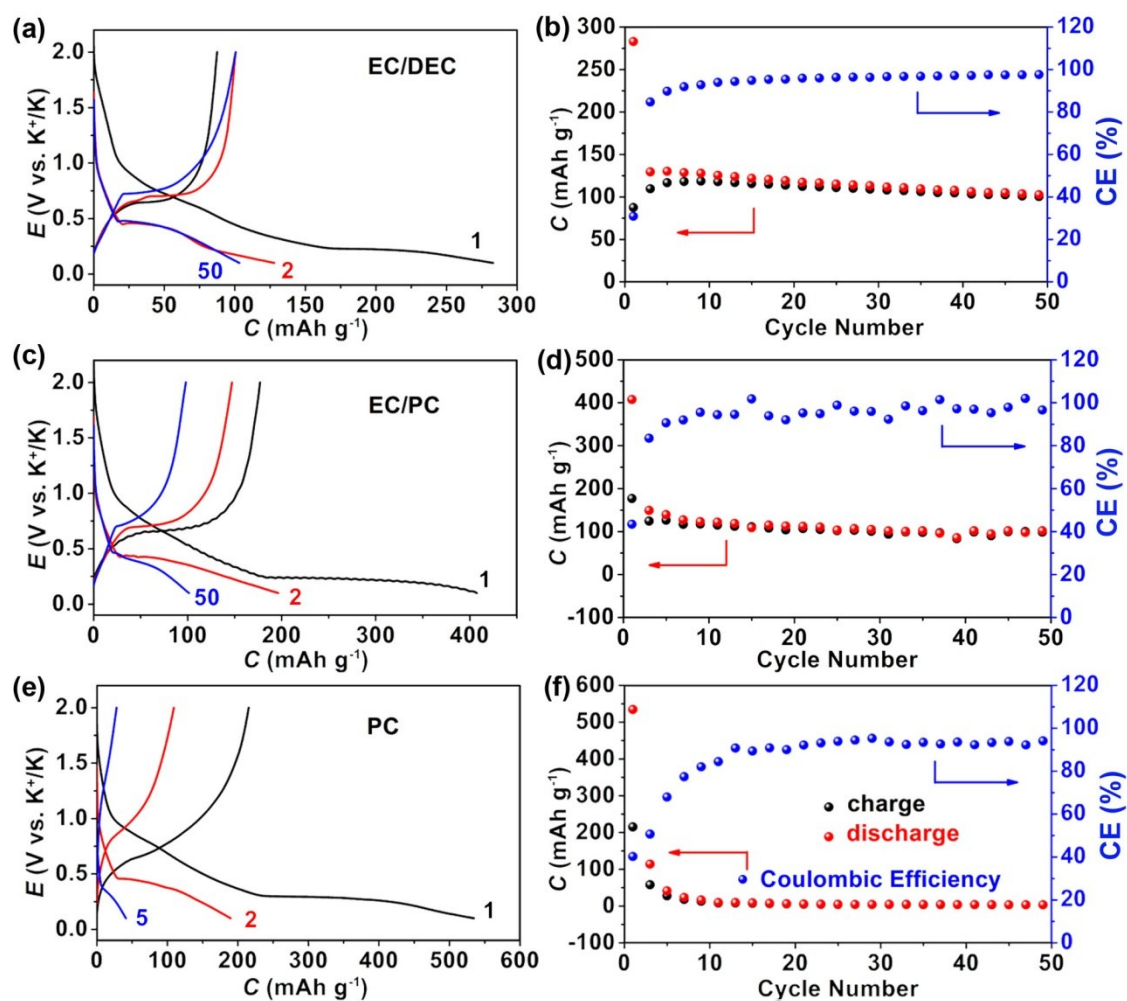 (a)
EC/DEC
E (V vs. K⁺/K)
2.0
1.5
1.0
0.5
0.0
1
50
2
0 50 100 150 200 250 300
C (mAh g⁻¹)
(b)
C (mAh g⁻¹)
300
250
200
150
100
50
0
120
100
80
60
40
20
0
CE (%)
0 10 20 30 40 50
Cycle Number
(c)
EC/PC
E (V vs. K⁺/K)
2.0
1.5
1.0
0.5
0.0
1
50
2
0 100 200 300 400
C (mAh g⁻¹)
(d)
C (mAh g⁻¹)
500
400
300
200
100
0
-100
120
100
80
60
40
20
0
CE (%)
0 10 20 30 40 50
Cycle Number
(e)
PC
E (V vs. K⁺/K)
2.0
1.5
1.0
0.5
0.0
5
2
1
0 100 200 300 400 500 600
C (mAh g⁻¹)
(f)
C (mAh g⁻¹)
600
500
400
300
200
100
0
-100
120
100
80
60
40
20
0
CE (%)
charge
discharge
Coulombic Efficiency
0 10 20 30 40 50
Cycle Number